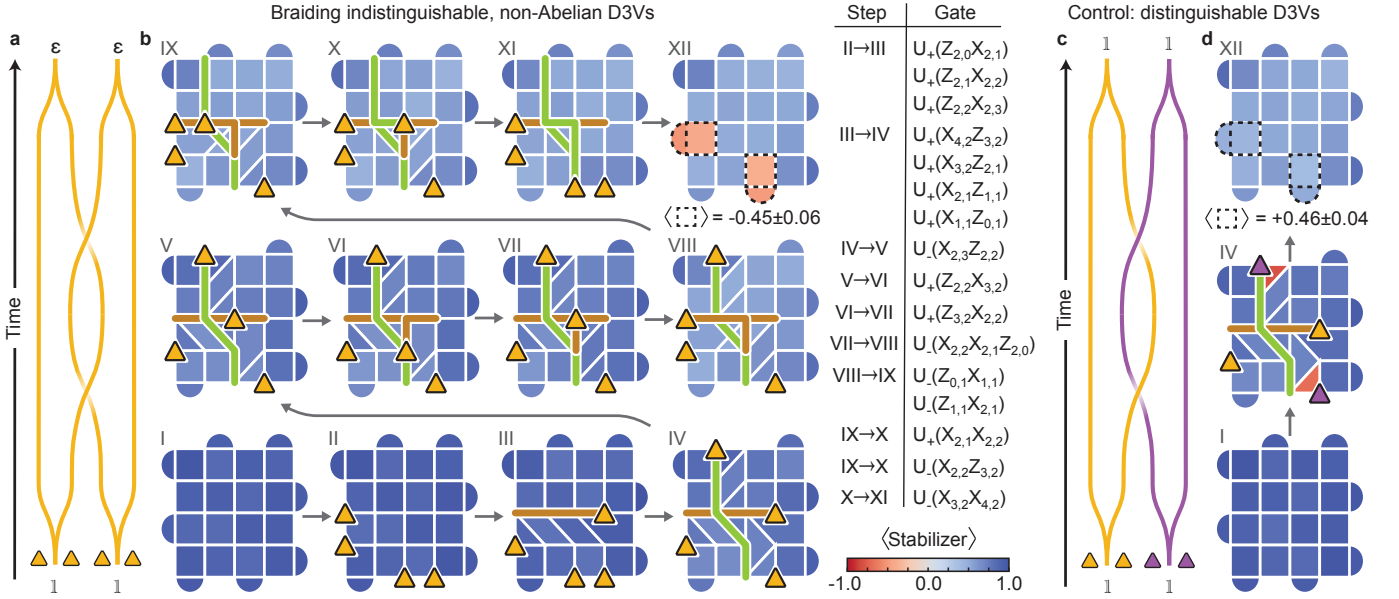 Braiding indistinguishable, non-Abelian D3Vs
Step Gate
Control: distinguishable D3Vs
a
ε ε
Time
𝟙 𝟙
b
IX X XI XII
⟨ ⟩ = -0.45±0.06
V VI VII VIII
I II III IV
II→III U₊(Z₂,₀X₂,₁)
U₊(Z₂,₁X₂,₂)
U₊(Z₂,₂X₂,₃)
III→IV U₊(X₄,₂Z₃,₂)
U₊(X₃,₂Z₂,₁)
U₊(X₂,₁Z₁,₁)
U₊(X₁,₁Z₀,₁)
IV→V U₋(X₂,₃Z₂,₂)
V→VI U₊(Z₂,₂X₃,₂)
VI→VII U₊(Z₃,₂X₂,₂)
VII→VIII U₋(X₂,₂X₂,₁Z₂,₀)
VIII→IX U₋(Z₀,₁X₁,₁)
U₋(Z₁,₁X₂,₁)
IX→X U₊(X₂,₁X₂,₂)
IX→X U₋(X₂,₂Z₃,₂)
X→XI U₋(X₃,₂X₄,₂)
⟨Stabilizer⟩
-1.0 0.0 1.0
c
𝟙 𝟙
Time
𝟙 𝟙
d
XII
⟨ ⟩ = +0.46±0.04
IV
I